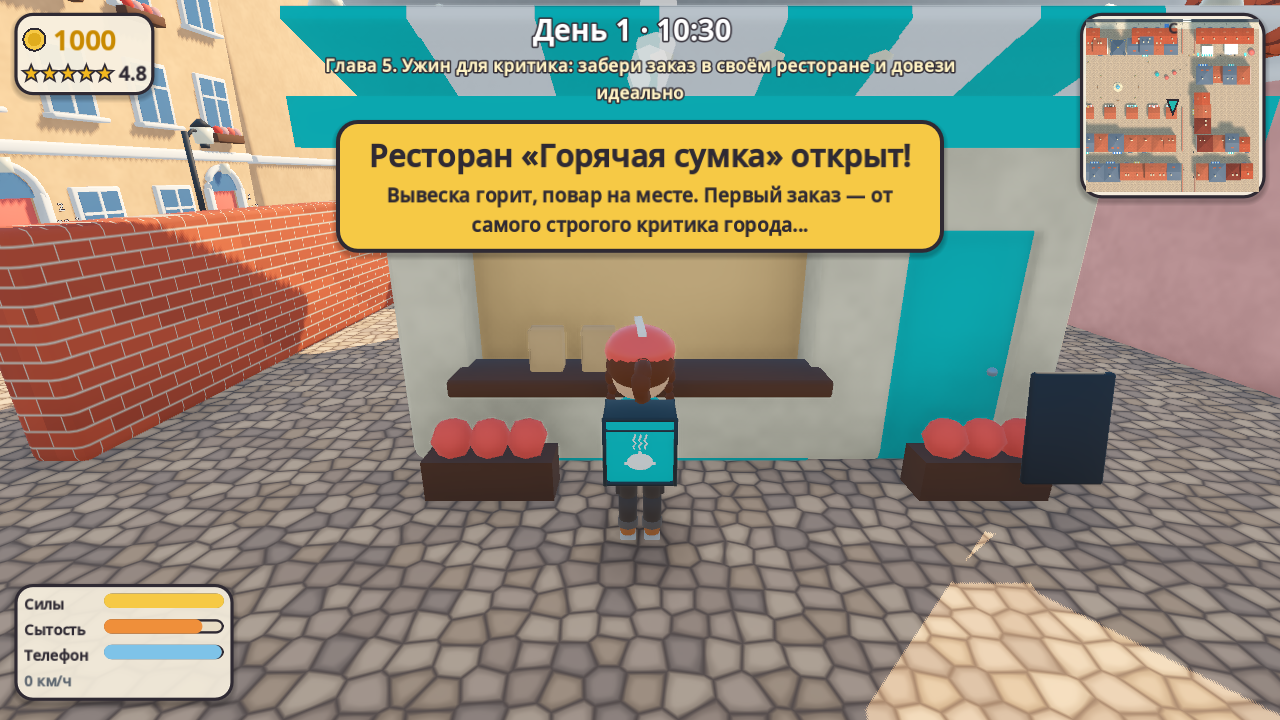 1000
4.8
День 1 · 10:30
Глава 5. Ужин для критика: забери заказ в своём ресторане и довези
идеально
С
Ресторан «Горячая сумка» открыт!
Вывеска горит, повар на месте. Первый заказ — от
самого строгого критика города...
Силы
Сытость
Телефон
0 км/ч